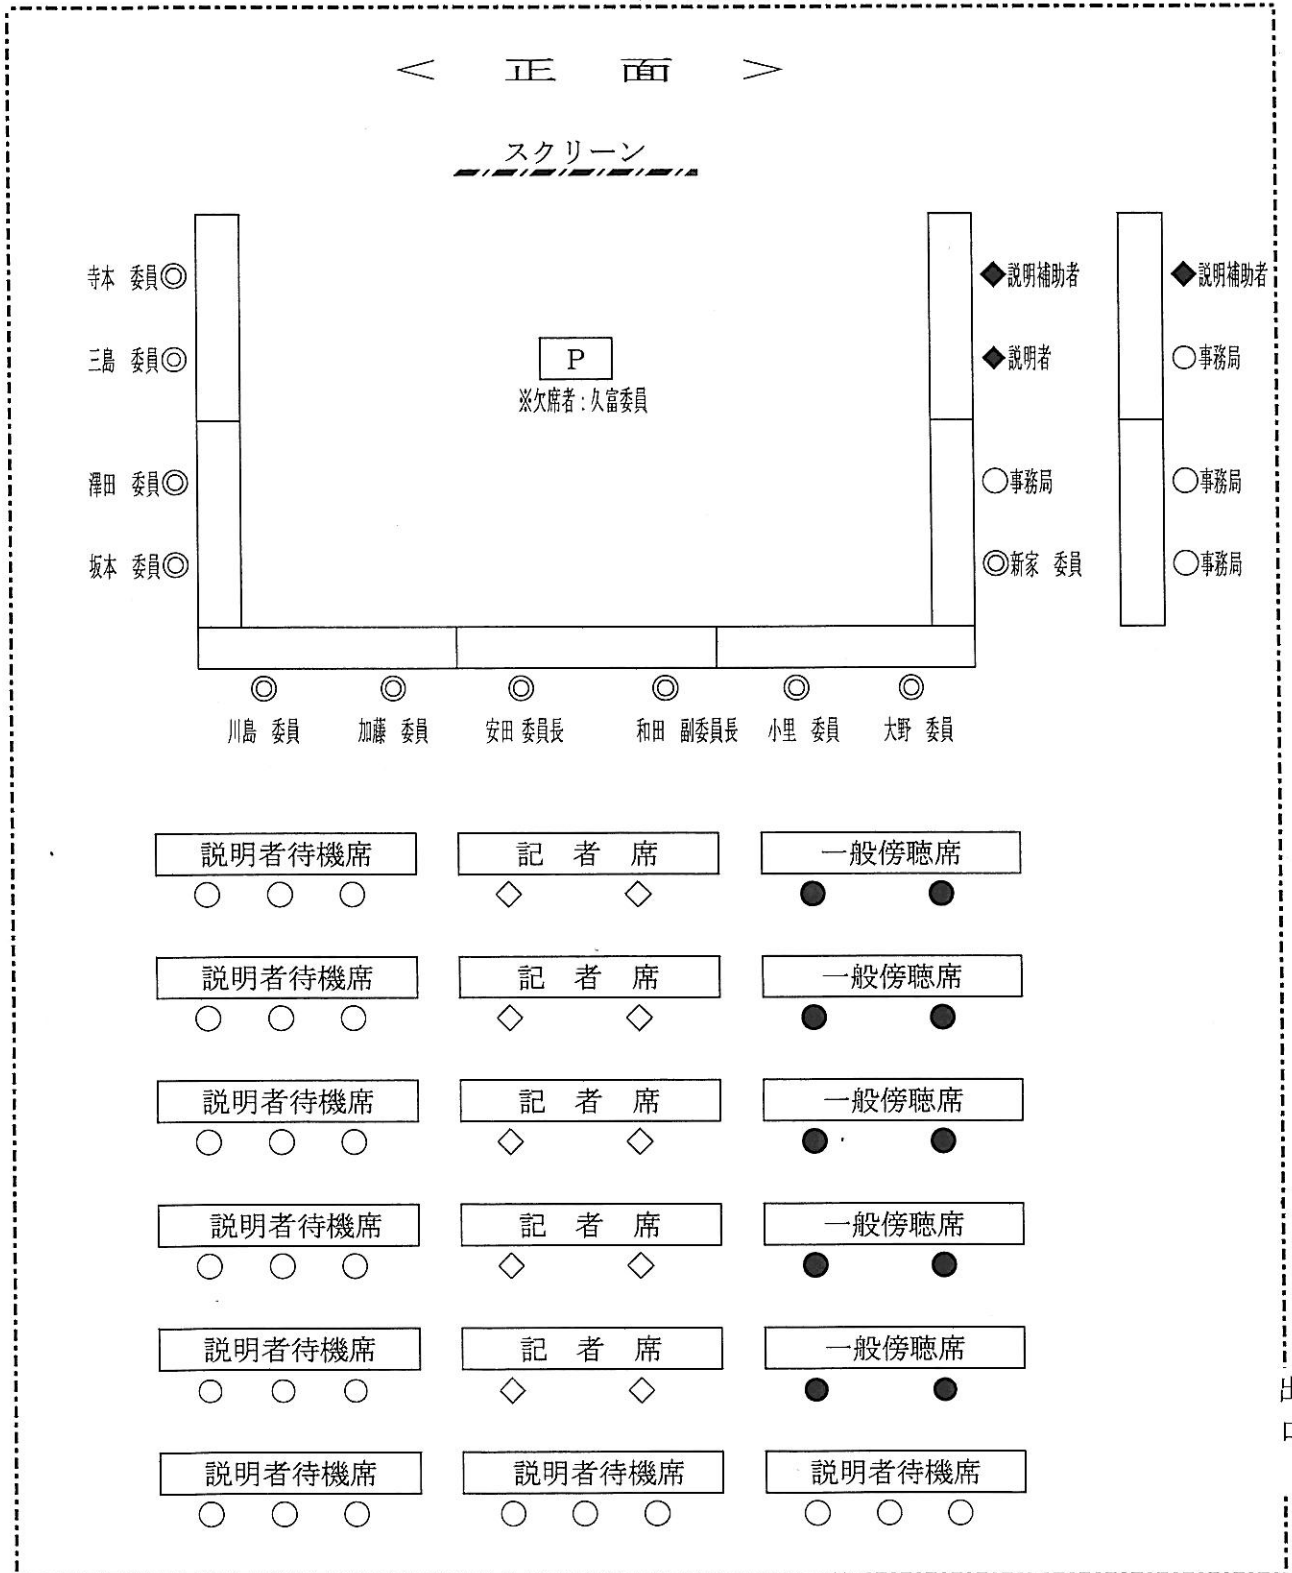 < 正 面 >
スクリーン
寺本 委員◎ ◆説明補助者 ◆説明補助者
三島 委員◎ P ◆説明者 ○事務局
※欠席者:久富委員
澤田 委員◎ ○事務局 ○事務局
坂本 委員◎ ◎新家 委員 ○事務局
川島 委員 加藤 委員 安田 委員長 和田 副委員長 小里 委員 大野 委員
説明者待機席 記 者 席 一般傍聴席
説明者待機席 記 者 席 一般傍聴席
説明者待機席 記 者 席 一般傍聴席
説明者待機席 記 者 席 一般傍聴席
説明者待機席 記 者 席 一般傍聴席
出
口
説明者待機席 説明者待機席 説明者待機席